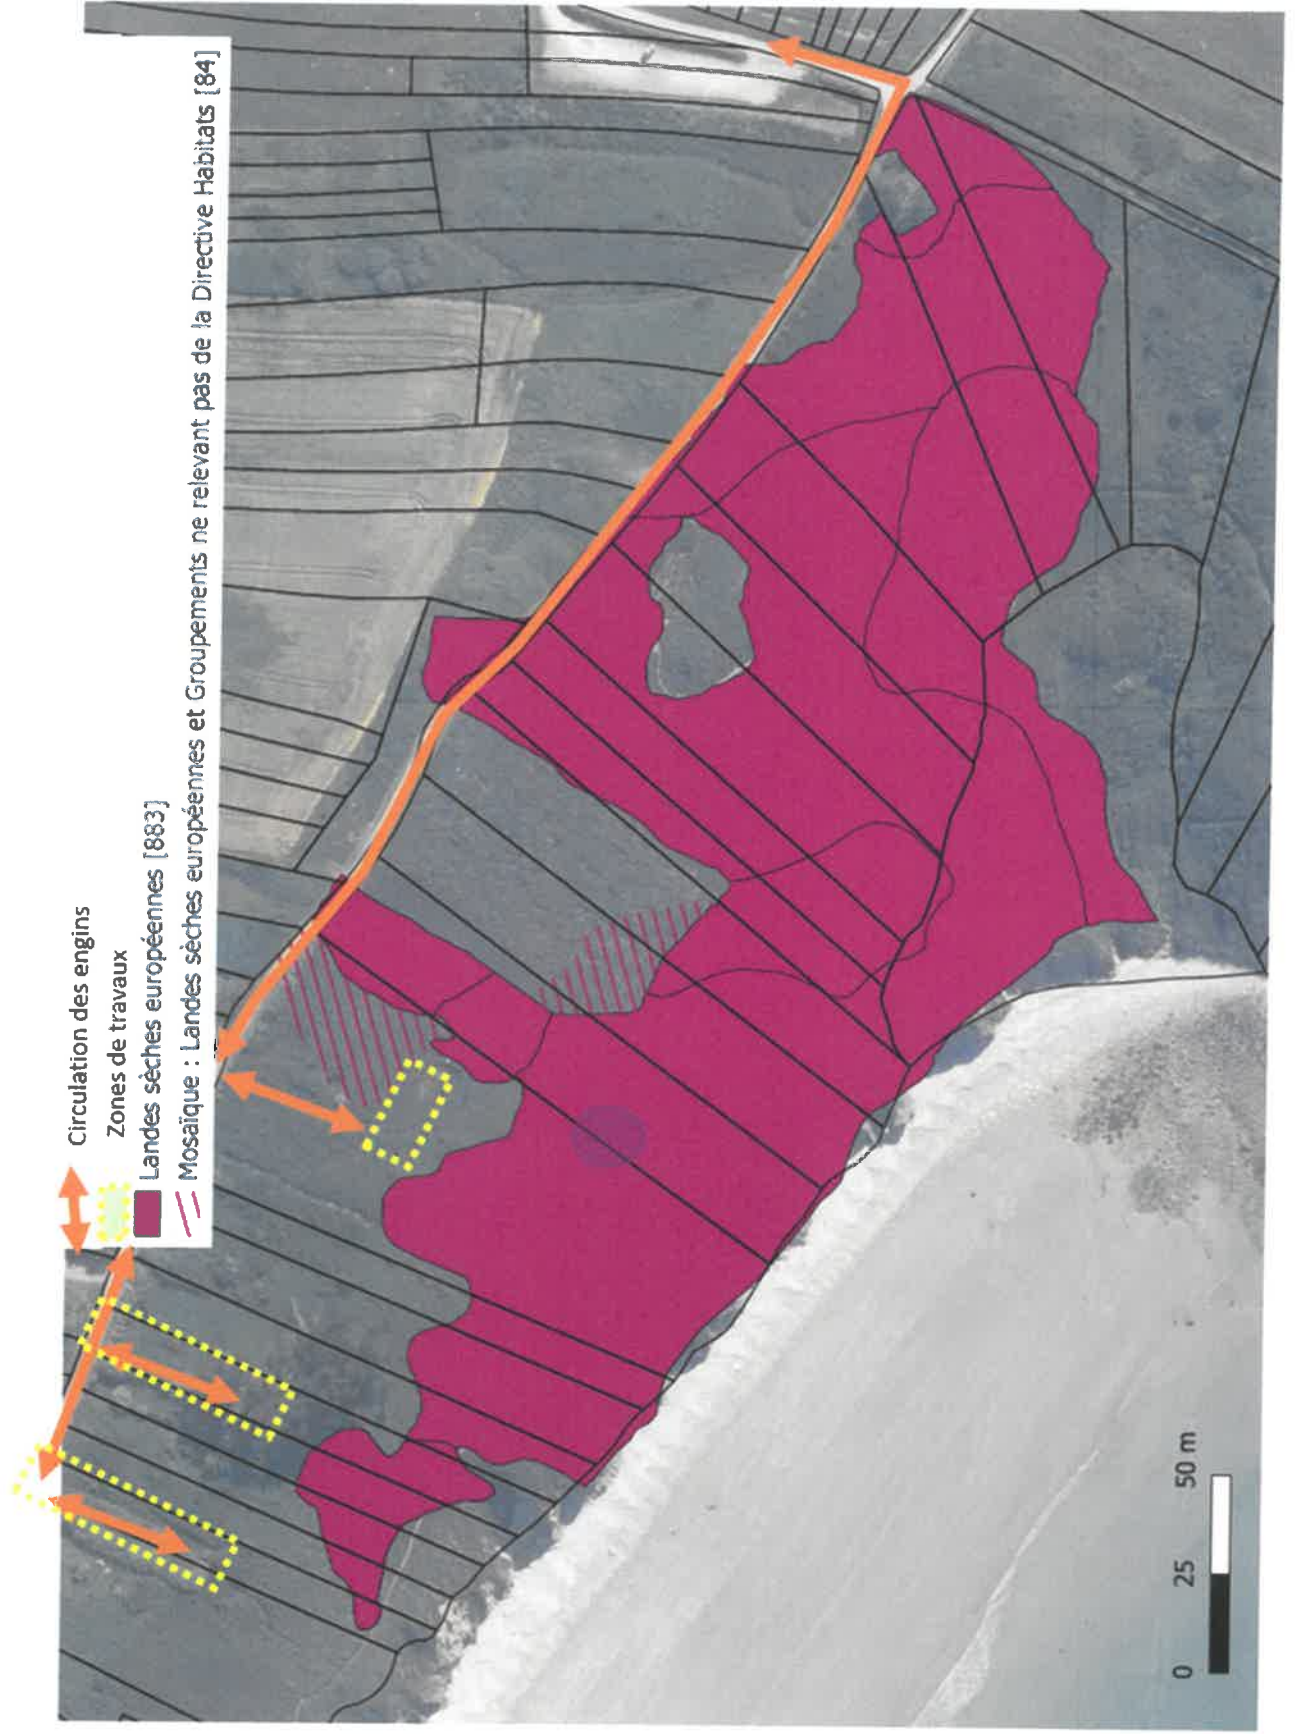 Circulation des engins
Zones de travaux
Landes sèches européennes [883]
Mosaïque : Landes sèches européennes et Groupements ne relevant pas de la Directive Habitats [84]
0 25 50 m